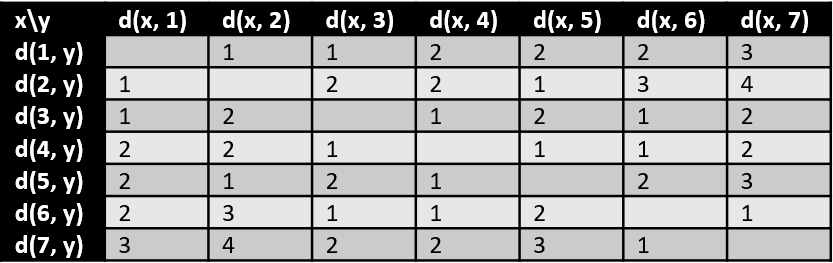 x\y d(x, 1) d(x, 2) d(x, 3) d(x, 4) d(x, 5) d(x, 6) d(x, 7)
d(1, y) 1 1 2 2 2 3
d(2, y) 1 2 2 1 3 4
d(3, y) 1 2 1 2 1 2
d(4, y) 2 2 1 1 1 2
d(5, y) 2 1 2 1 2 3
d(6, y) 2 3 1 1 2 1
d(7, y) 3 4 2 2 3 1